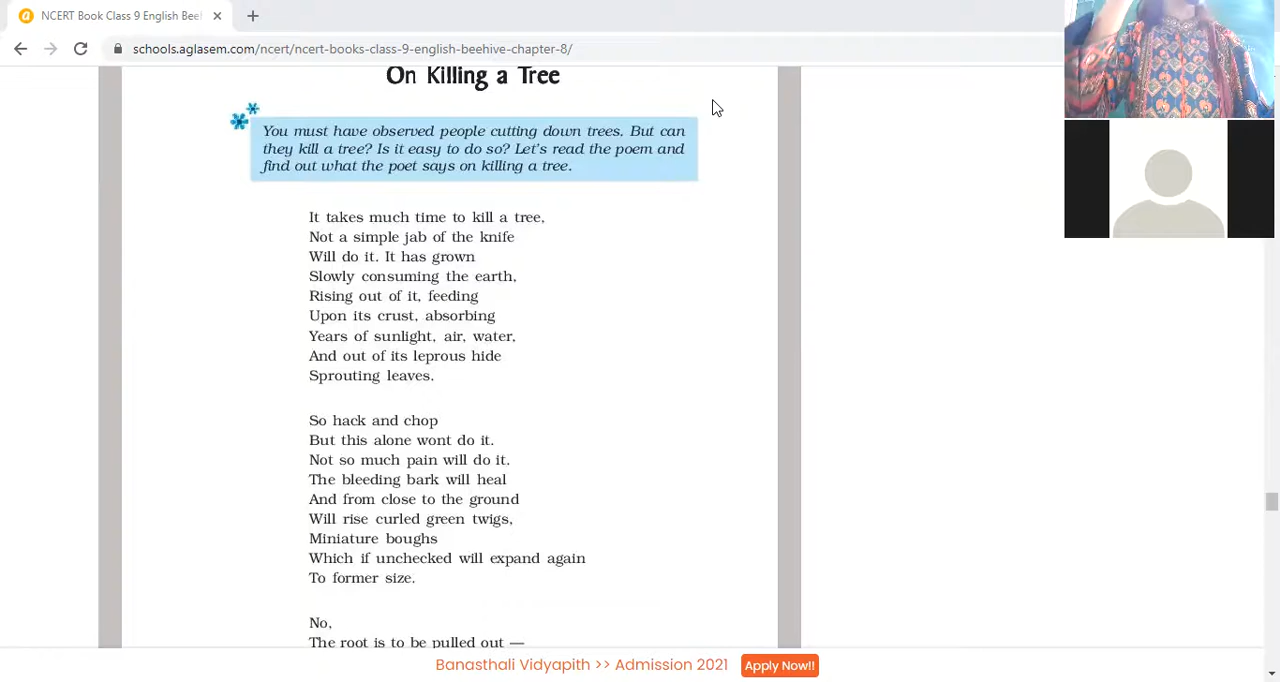 NCERT Book Class 9 English Bee
schools.aglasem.com/ncert/ncert-books-class-9-english-beehive-chapter-8/
On Killing a Tree
You must have observed people cutting down trees. But can
they kill a tree? Is it easy to do so? Let's read the poem and
find out what the poet says on killing a tree.
It takes much time to kill a tree,
Not a simple jab of the knife
Will do it. It has grown
Slowly consuming the earth,
Rising out of it, feeding
Upon its crust, absorbing
Years of sunlight, air, water,
And out of its leprous hide
Sprouting leaves.
So hack and chop
But this alone wont do it.
Not so much pain will do it.
The bleeding bark will heal
And from close to the ground
Will rise curled green twigs,
Miniature boughs
Which if unchecked will expand again
To former size.
No,
The root is to be pulled out —
Banasthali Vidyapith >> Admission 2021 Apply Now!!